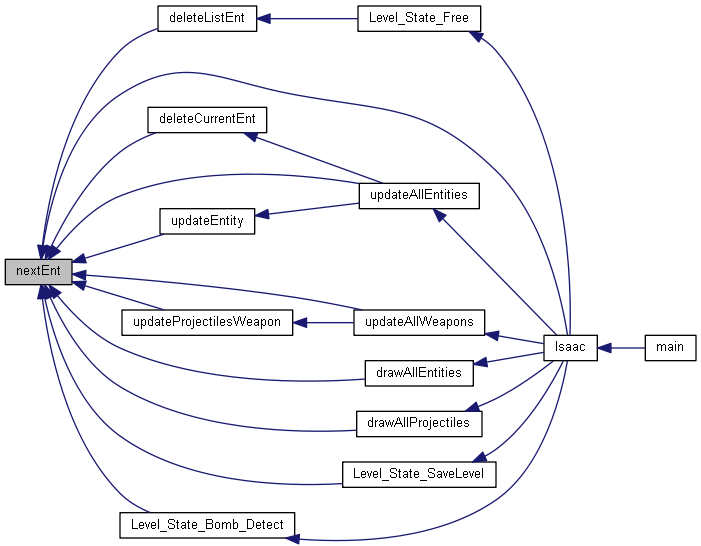 deleteListEnt
Level_State_Free
deleteCurrentEnt
updateAllEntities
updateEntity
nextEnt
updateProjectilesWeapon
updateAllWeapons
Isaac
main
drawAllEntities
drawAllProjectiles
Level_State_SaveLevel
Level_State_Bomb_Detect